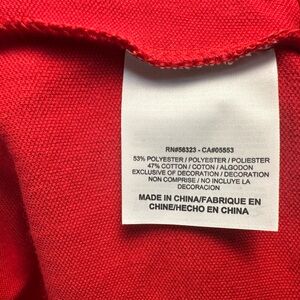 RN#56323 - CA#05553
53% POLYESTER / POLYESTER / POLIESTER
47% COTTON / COTON / ALGODON
EXCLUSIVE OF DECORATION / DECORATION
NON COMPRISE / NO INCLUYE LA
DECORACION
MADE IN CHINA/FABRIQUE EN
CHINE/HECHO EN CHINA